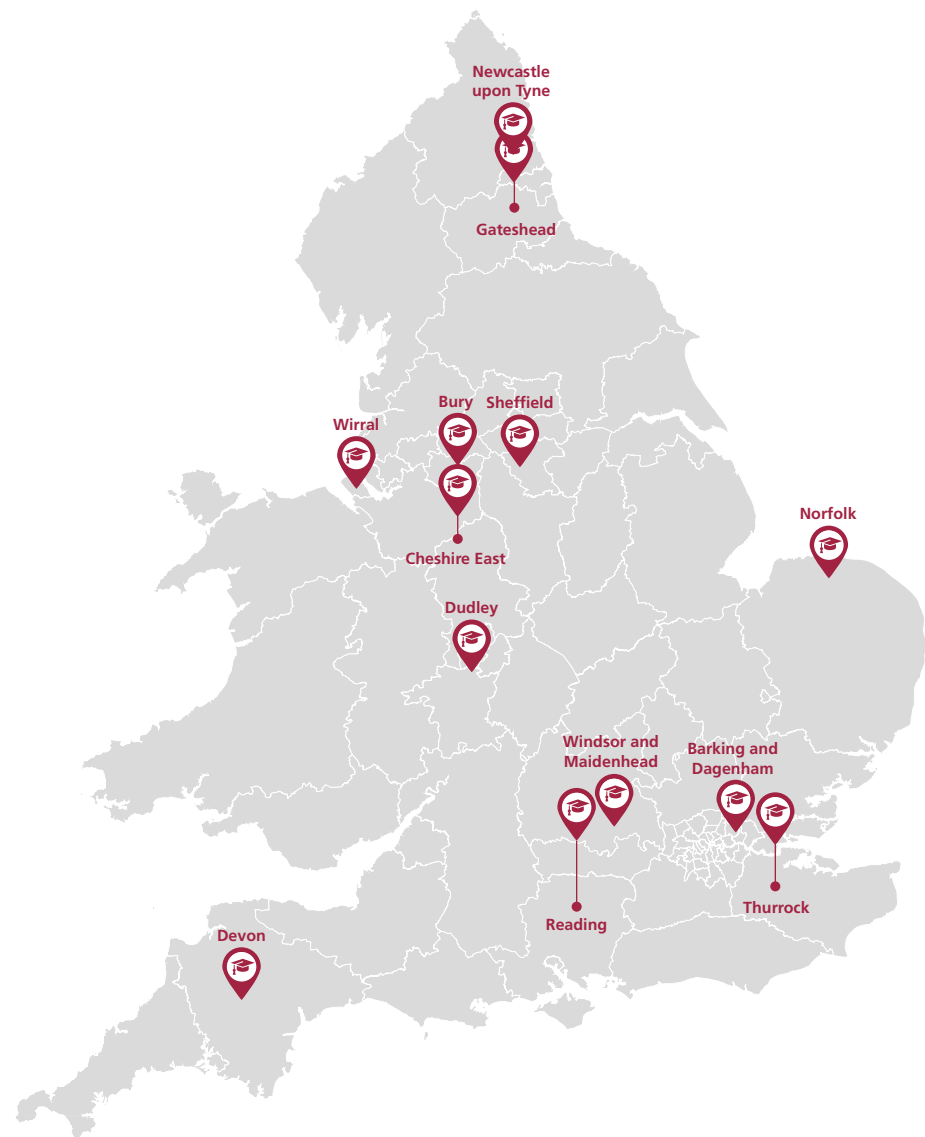 Newcastle
upon Tyne
Gateshead
Bury
Sheffield
Wirral
Cheshire East
Norfolk
Dudley
Windsor and
Maidenhead
Barking and
Dagenham
Reading
Thurrock
Devon